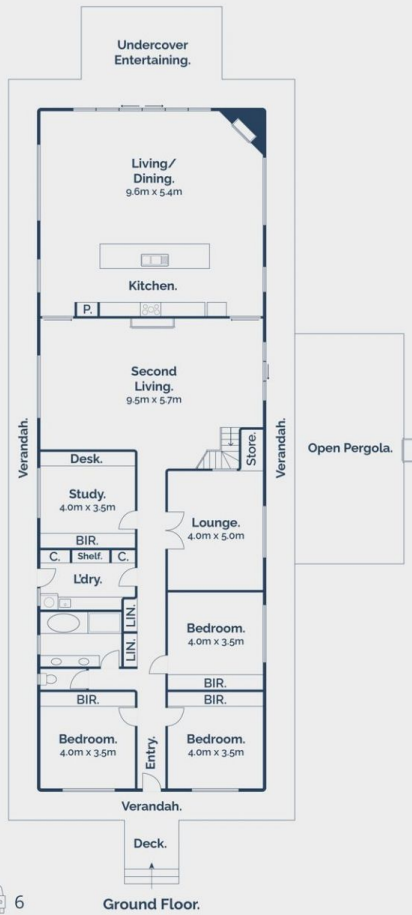 Undercover
Entertaining.
Living/
Dining.
9.6m x 5.4m
Kitchen.
P.
Second
Living.
9.5m x 5.7m
Verandah.
Verandah.
Store.
Open Pergola.
Desk.
Study.
4.0m x 3.5m
BIR.
Lounge.
4.0m x 5.0m
C.
Shelf.
C.
L'dry.
LIN.
LIN.
Bedroom.
4.0m x 3.5m
BIR.
BIR.
BIR.
Bedroom.
4.0m x 3.5m
Entry.
Bedroom.
4.0m x 3.5m
Verandah.
Deck.
6
Ground Floor.